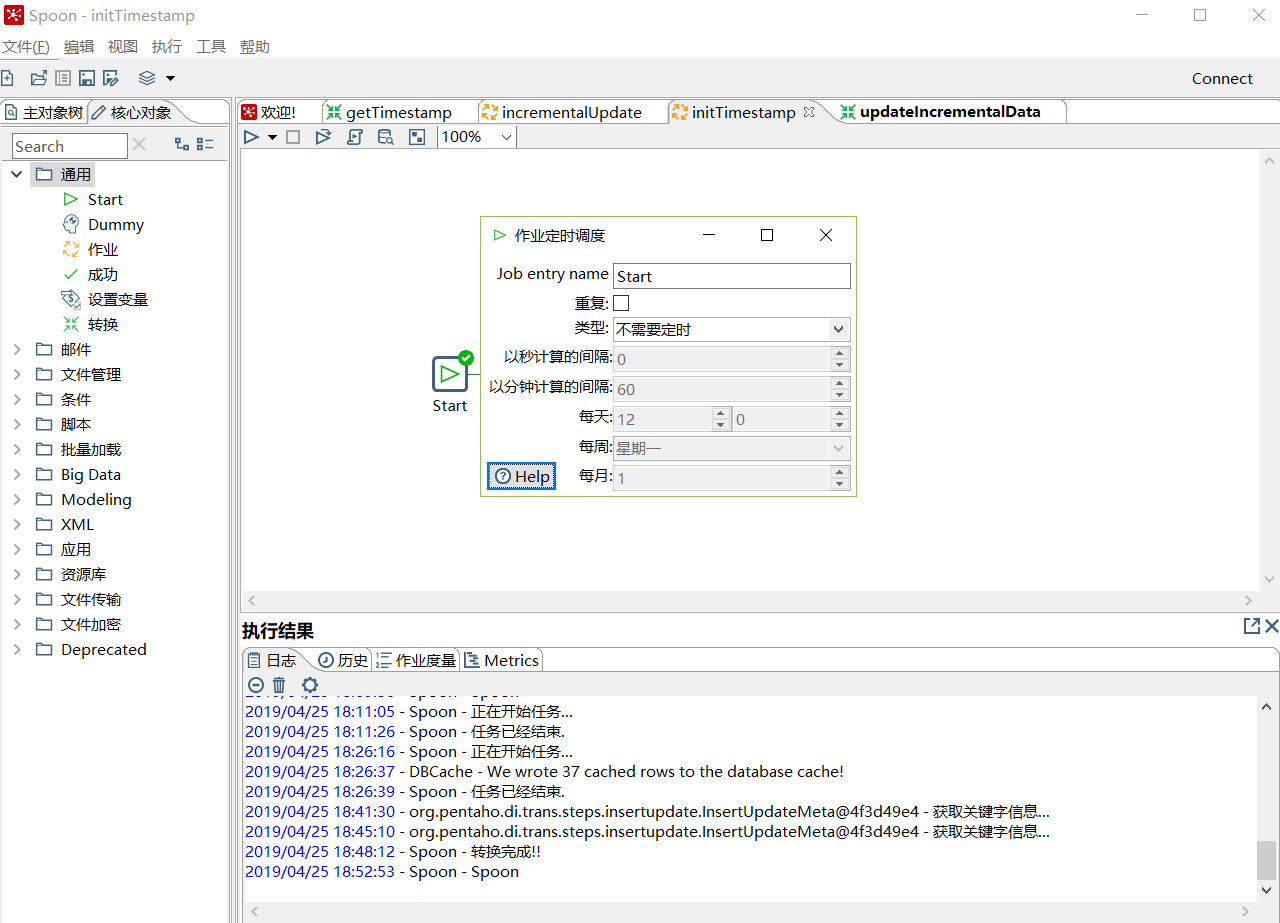 Spoon - initTimestamp
文件(F) 编辑 视图 执行 工具 帮助
Connect
主对象树 核心对象
欢迎! getTimestamp incrementalUpdate initTimestamp updateIncrementalData
100%
Search
通用
Start
Dummy
作业
成功
设置变量
转换
邮件
文件管理
条件
脚本
批量加载
Big Data
Modeling
XML
应用
资源库
文件传输
文件加密
Deprecated
Start
作业定时调度
Job entry name Start
重复:
类型: 不需要定时
以秒计算的间隔: 0
以分钟计算的间隔: 60
每天: 12 0
每周: 星期一
Help 每月: 1
执行结果
日志 历史 作业度量 Metrics
2019/04/25 18:11:05 - Spoon - 正在开始任务...
2019/04/25 18:11:26 - Spoon - 任务已经结束.
2019/04/25 18:26:16 - Spoon - 正在开始任务...
2019/04/25 18:26:37 - DBCache - We wrote 37 cached rows to the database cache!
2019/04/25 18:26:39 - Spoon - 任务已经结束.
2019/04/25 18:41:30 - org.pentaho.di.trans.steps.insertupdate.InsertUpdateMeta@4f3d49e4 - 获取关键字信息...
2019/04/25 18:45:10 - org.pentaho.di.trans.steps.insertupdate.InsertUpdateMeta@4f3d49e4 - 获取关键字信息...
2019/04/25 18:48:12 - Spoon - 转换完成!!
2019/04/25 18:52:53 - Spoon - Spoon